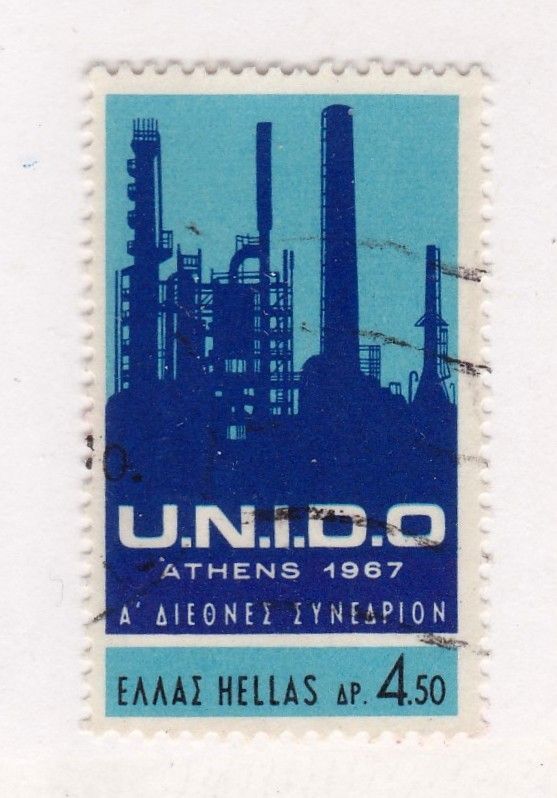 U.N.I.D.O
ATHENS 1967
Α' ΔΙΕΘΝΕΣ ΣΥΝΕΔΡΙΟΝ
ΕΛΛΑΣ HELLAS ΔΡ. 4.50